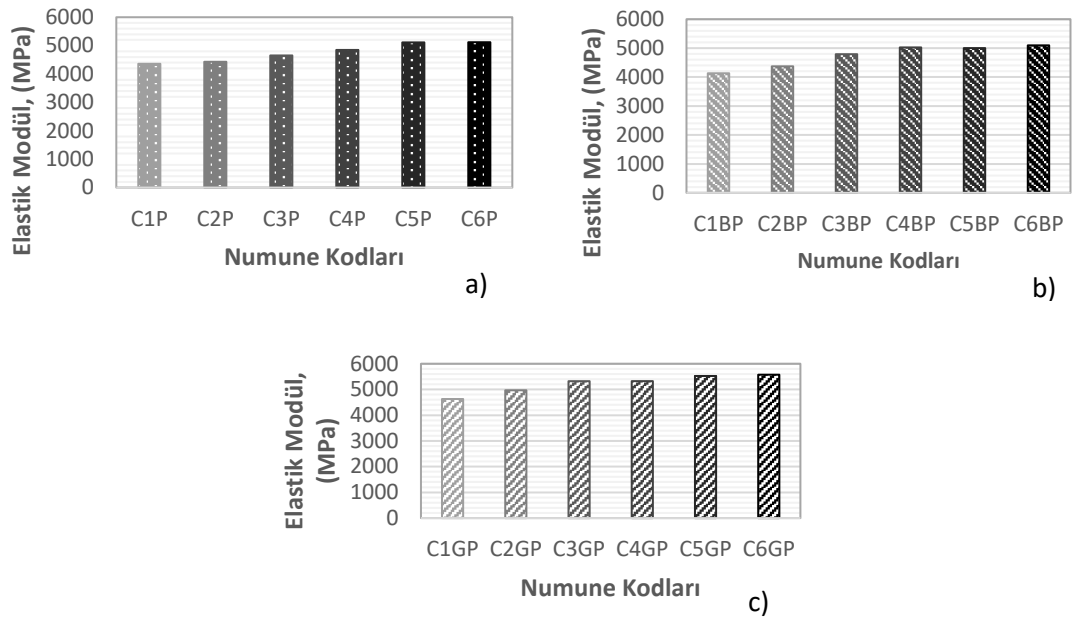 Elastik Modül, (MPa)
6000
5000
4000
3000
2000
1000
0
C1P C2P C3P C4P C5P C6P
Numune Kodları
a)
Elastik Modül, (MPa)
6000
5000
4000
3000
2000
1000
0
C1BP C2BP C3BP C4BP C5BP C6BP
Numune Kodları
b)
Elastik Modül,
(MPa)
6000
5000
4000
3000
2000
1000
0
C1GP C2GP C3GP C4GP C5GP C6GP
Numune Kodları
c)